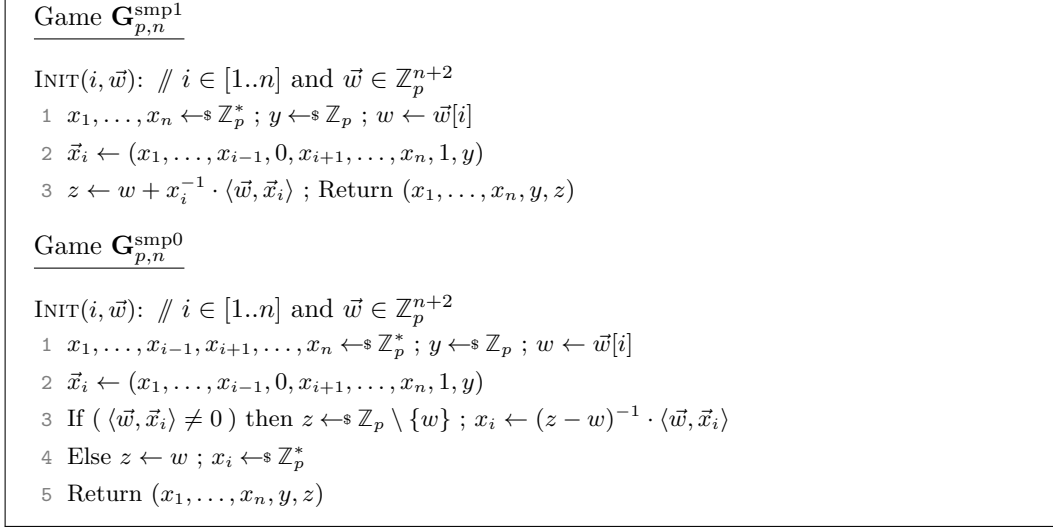 Game G^{smp1}_{p,n}
INIT(i, w⃗): // i ∈ [1..n] and w⃗ ∈ ℤ_p^{n+2}
1 x_1, …, x_n ←$ ℤ_p^* ; y ←$ ℤ_p ; w ← w⃗[i]
2 x⃗_i ← (x_1, …, x_{i−1}, 0, x_{i+1}, …, x_n, 1, y)
3 z ← w + x_i^{−1} · ⟨w⃗, x⃗_i⟩ ; Return (x_1, …, x_n, y, z)
Game G^{smp0}_{p,n}
INIT(i, w⃗): // i ∈ [1..n] and w⃗ ∈ ℤ_p^{n+2}
1 x_1, …, x_{i−1}, x_{i+1}, …, x_n ←$ ℤ_p^* ; y ←$ ℤ_p ; w ← w⃗[i]
2 x⃗_i ← (x_1, …, x_{i−1}, 0, x_{i+1}, …, x_n, 1, y)
3 If ( ⟨w⃗, x⃗_i⟩ ≠ 0 ) then z ←$ ℤ_p \ {w} ; x_i ← (z − w)^{−1} · ⟨w⃗, x⃗_i⟩
4 Else z ← w ; x_i ←$ ℤ_p^*
5 Return (x_1, …, x_n, y, z)